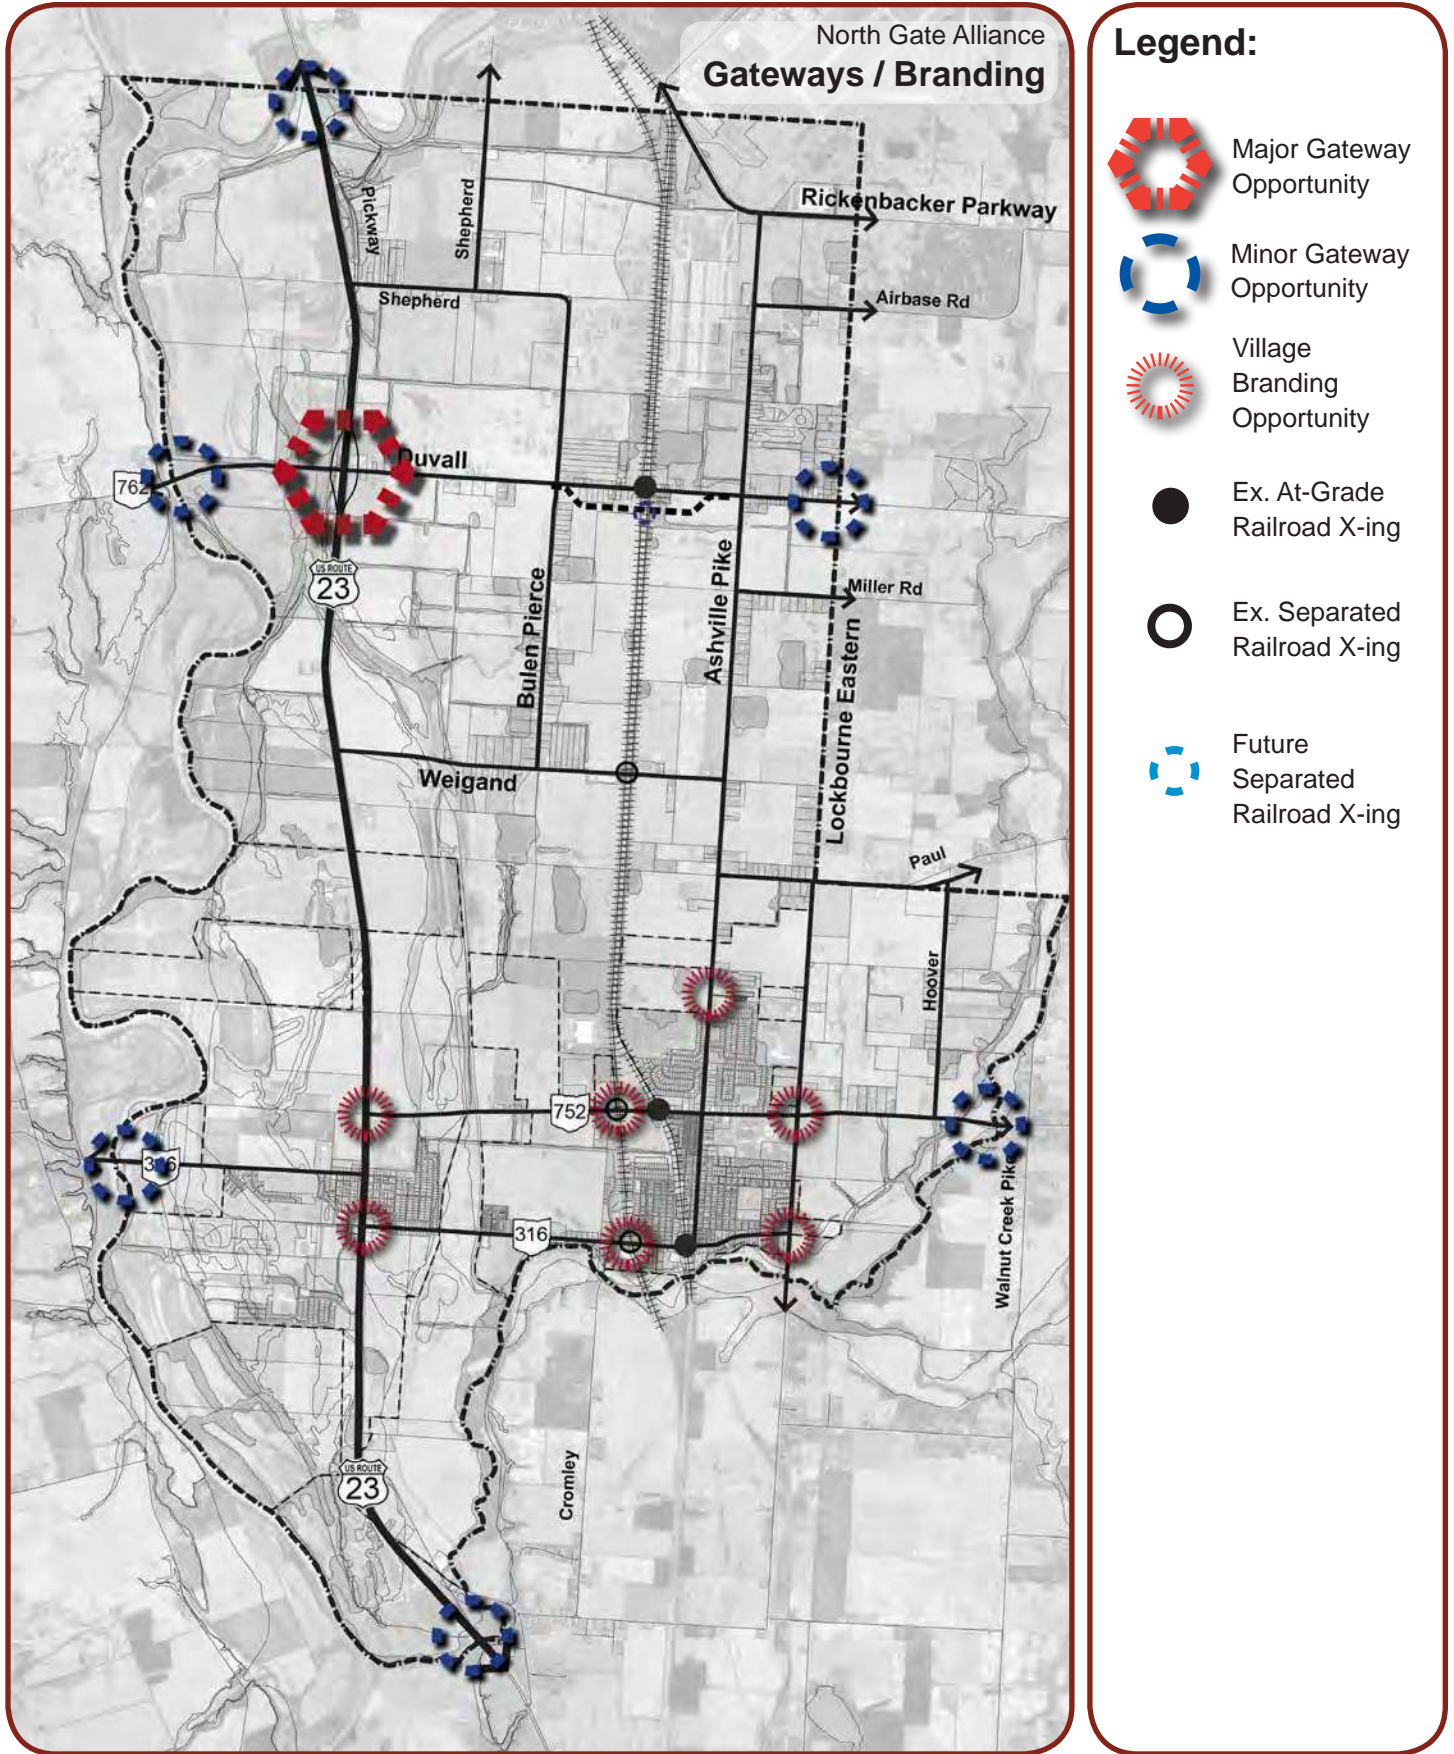 North Gate Alliance
Gateways / Branding
Pickway
Shepherd
Rickenbacker Parkway
Shepherd
Airbase Rd
Duvall
762
US ROUTE
23
Bulen Pierce
Ashville Pike
Miller Rd
Lockbourne Eastern
Weigand
Paul
Hoover
752
316
316
Walnut Creek Pike
US ROUTE
23
Cromley
Legend:
Major Gateway
Opportunity
Minor Gateway
Opportunity
Village
Branding
Opportunity
Ex. At-Grade
Railroad X-ing
Ex. Separated
Railroad X-ing
Future
Separated
Railroad X-ing